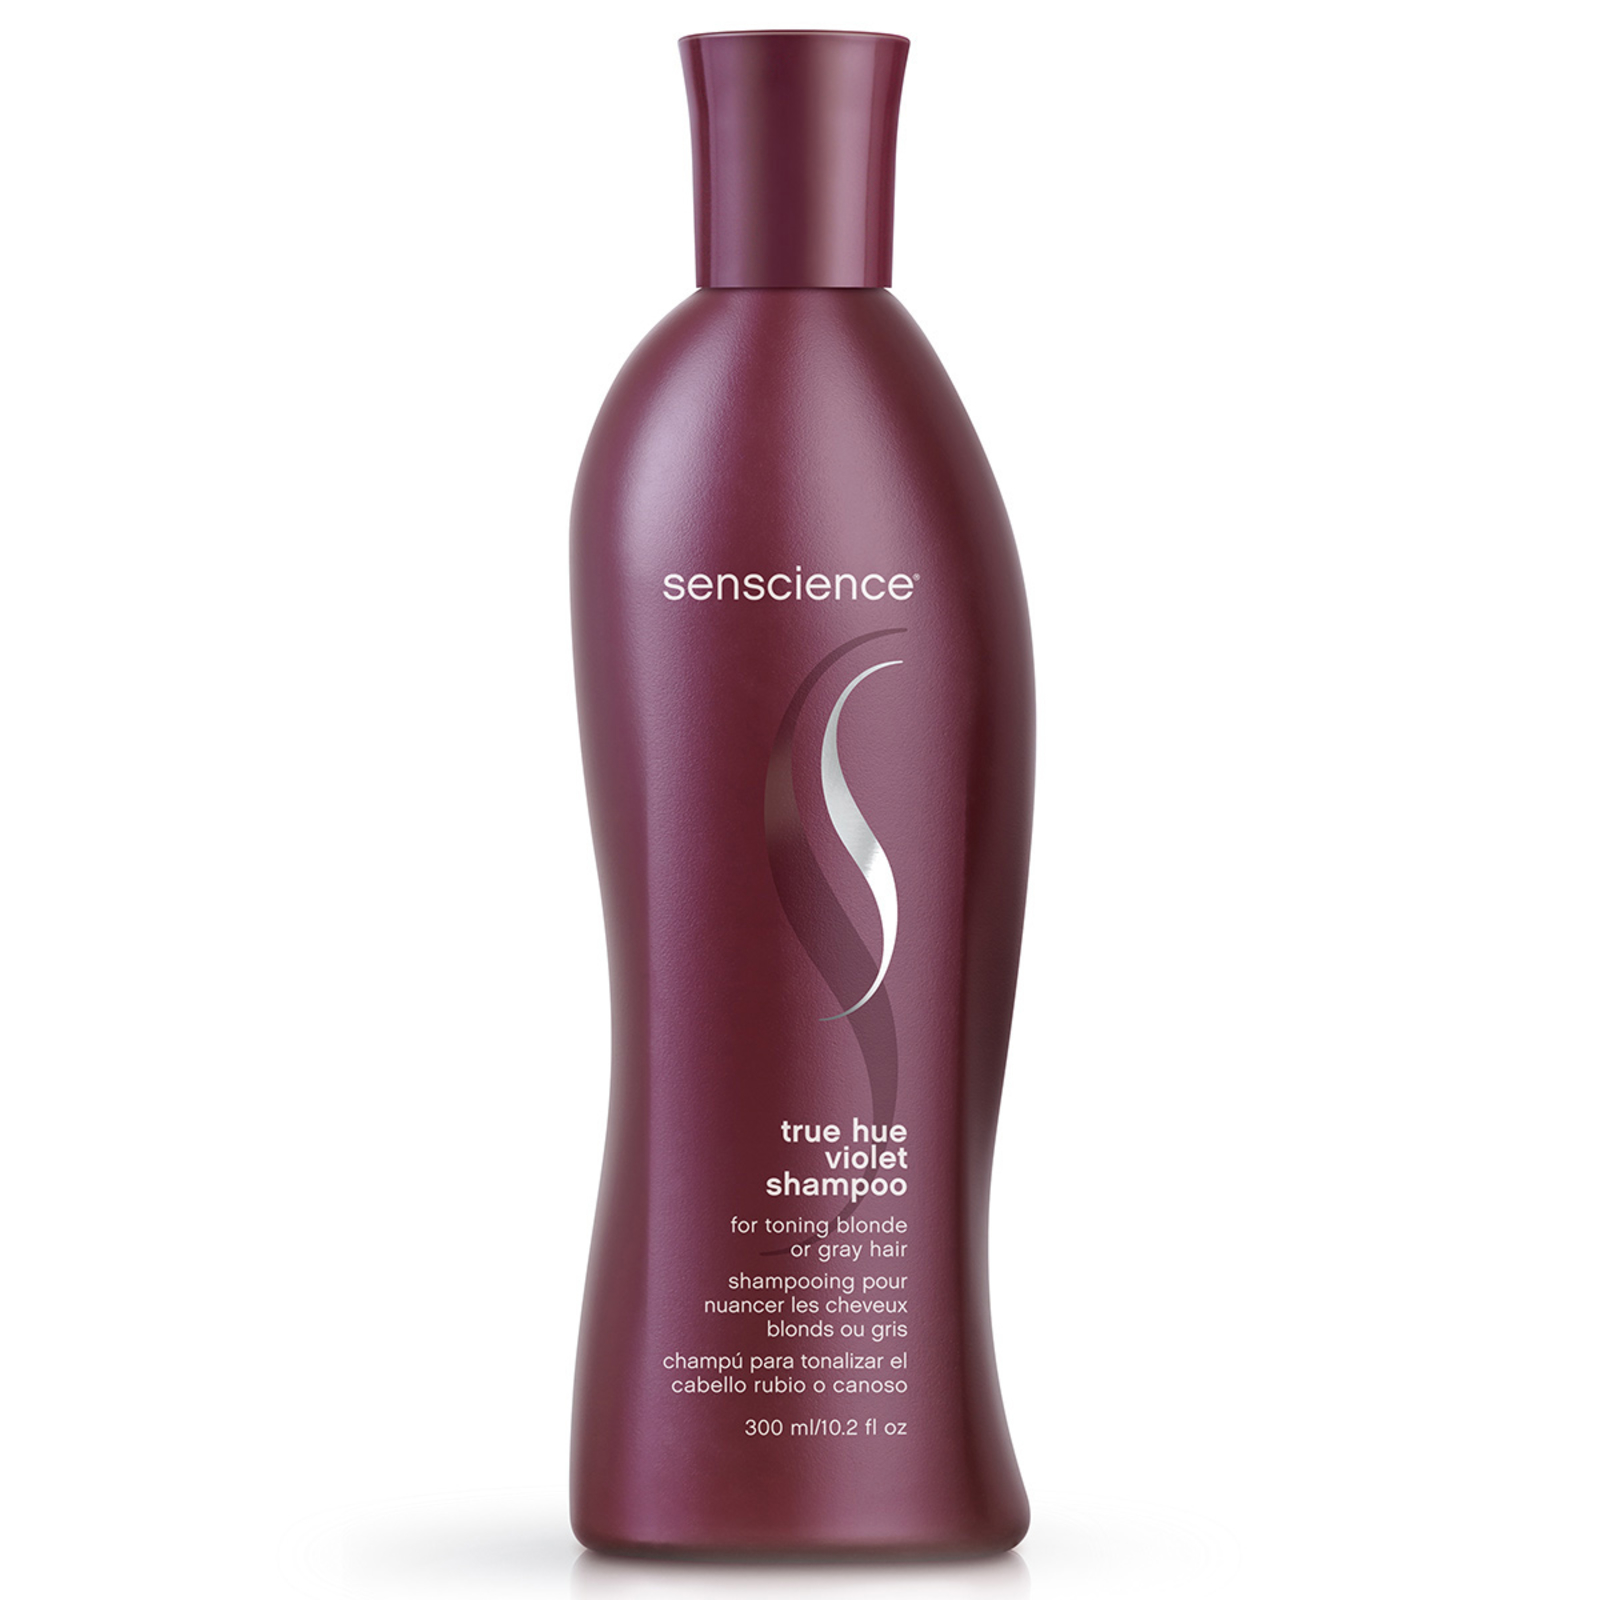 senscience®
true hue
violet
shampoo
for toning blonde
or gray hair
shampooing pour
nuancer les cheveux
blonds ou gris
champú para tonalizar el
cabello rubio o canoso
300 ml/10.2 fl oz